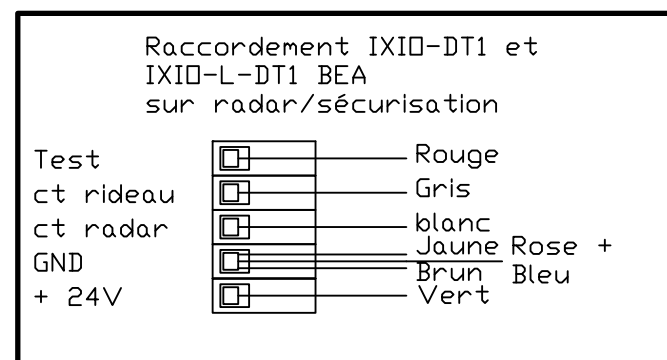 Raccordement IXIO-DT1 et
IXIO-L-DT1 BEA
sur radar/sécurisation
Test Rouge
ct rideau Gris
ct radar blanc
GND Jaune Rose +
Brun Bleu
+ 24V Vert